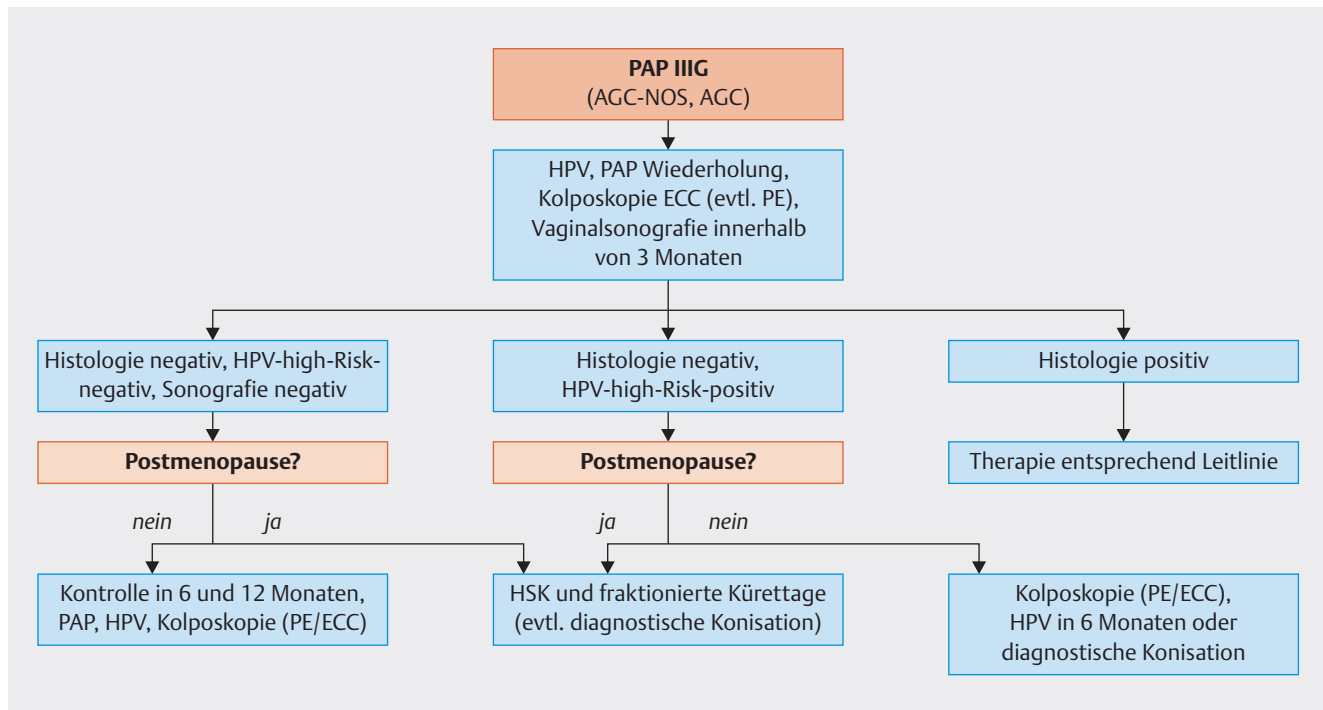 PAP IIIG
(AGC-NOS, AGC)
HPV, PAP Wiederholung,
Kolposkopie ECC (evtl. PE),
Vaginalsonografie innerhalb
von 3 Monaten
Histologie negativ, HPV-high-Risk-
negativ, Sonografie negativ
Histologie negativ,
HPV-high-Risk-positiv
Histologie positiv
Postmenopause?
Postmenopause?
Therapie entsprechend Leitlinie
nein
ja
ja
nein
Kontrolle in 6 und 12 Monaten,
PAP, HPV, Kolposkopie (PE/ECC)
HSK und fraktionierte Kürettage
(evtl. diagnostische Konisation)
Kolposkopie (PE/ECC),
HPV in 6 Monaten oder
diagnostische Konisation